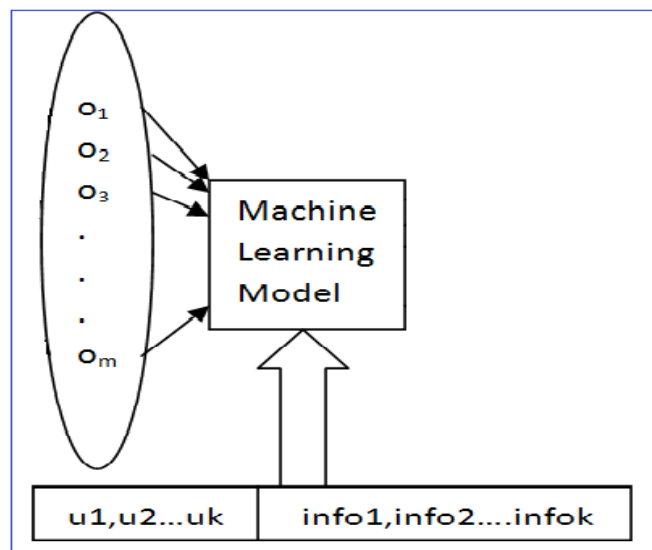 o₁
o₂
o₃
.
.
.
oₘ
Machine
Learning
Model
u1,u2...uk
info1,info2....infok